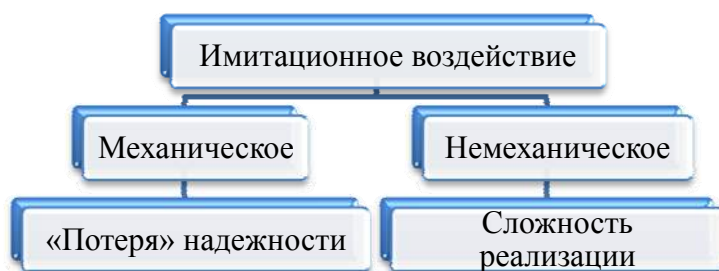 Имитационное воздействие
Механическое
Немеханическое
«Потеря» надежности
Сложность
реализации